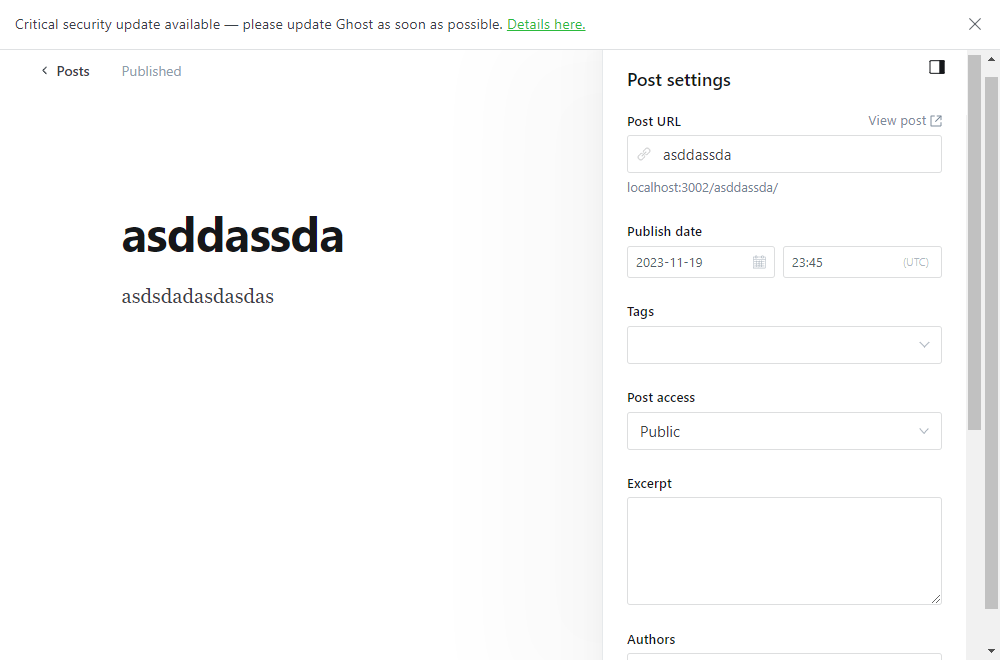 Critical security update available — please update Ghost as soon as possible. Details here.
Posts Published
Post settings
Post URL View post
asddassda
localhost:3002/asddassda/
Publish date
2023-11-19 23:45 (UTC)
Tags
Post access
Public
Excerpt
Authors
asddassda
asdsdadasdasdas